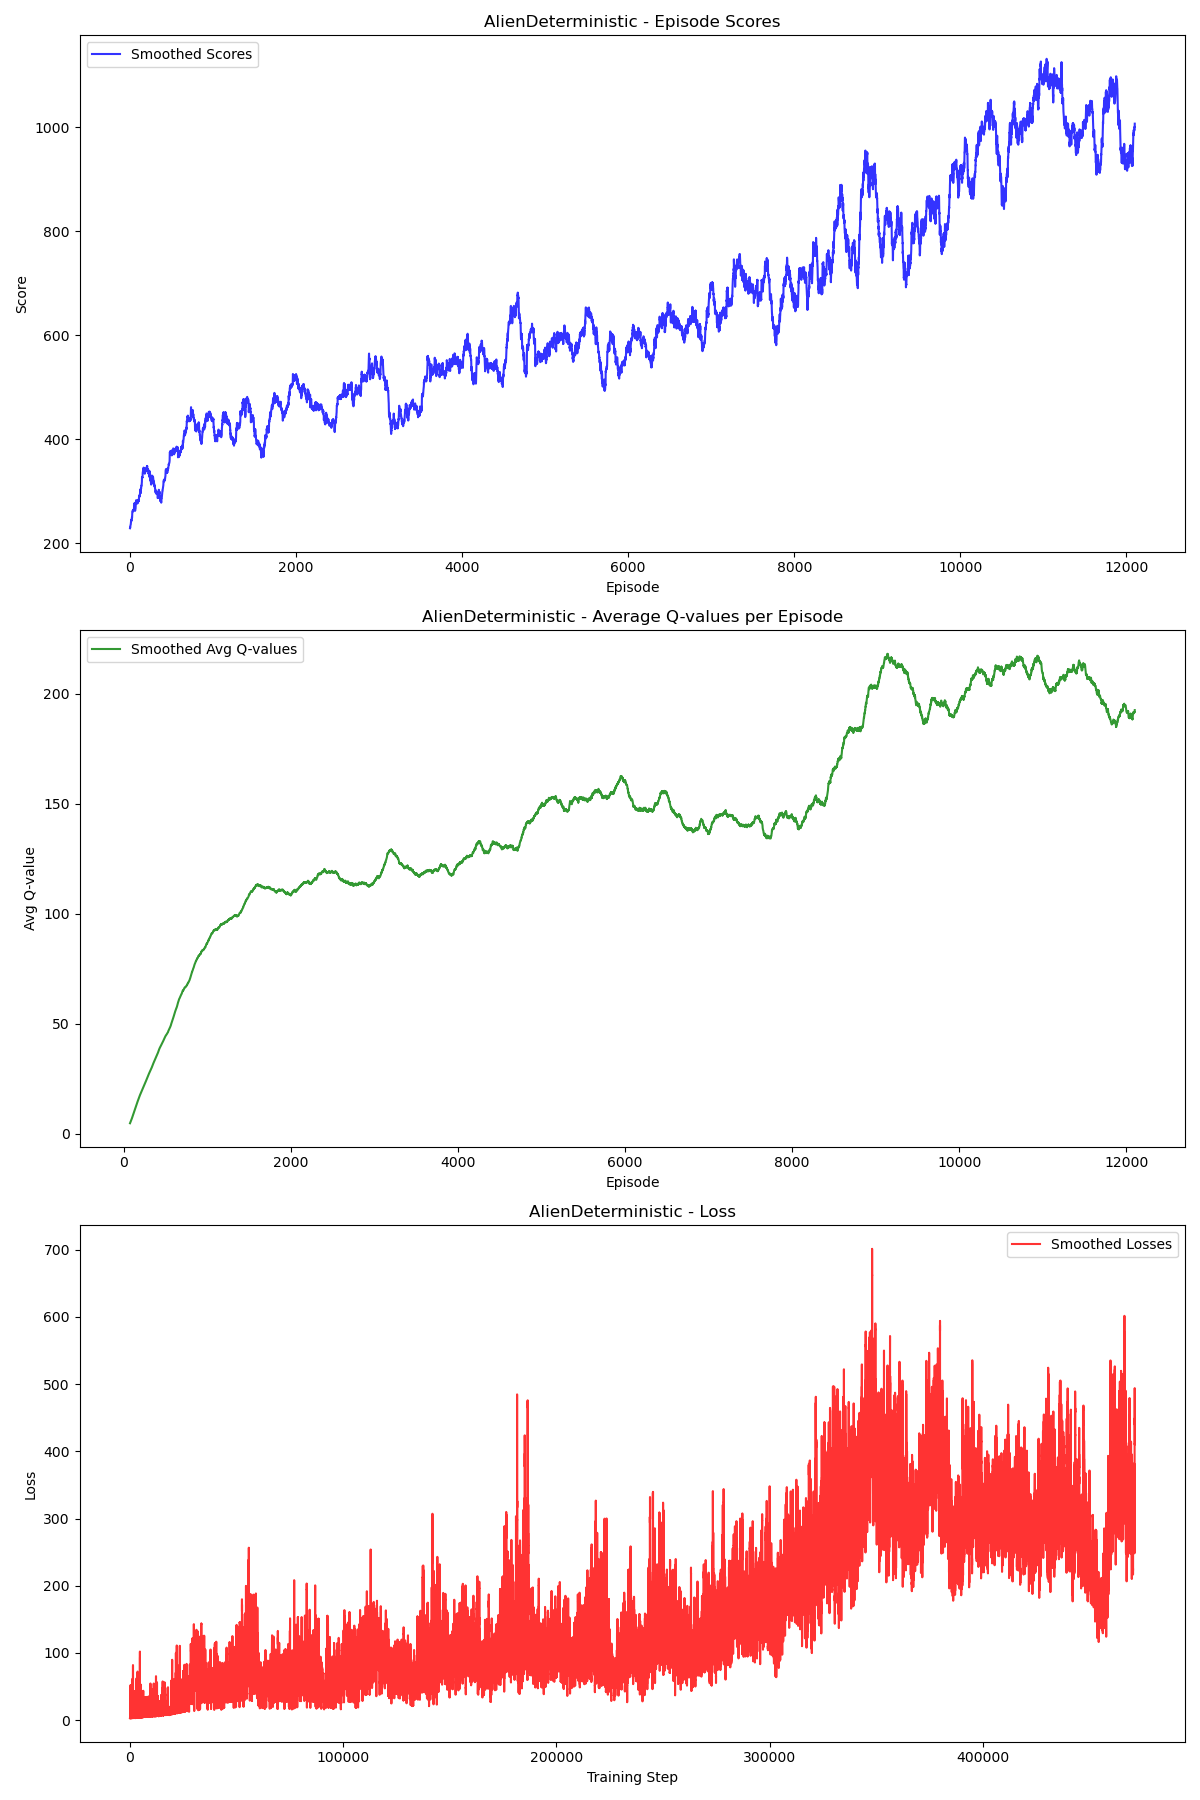 AlienDeterministic - Episode Scores
Smoothed Scores
1000
800
600
400
200
Score
0 2000 4000 6000 8000 10000 12000
Episode
AlienDeterministic - Average Q-values per Episode
Smoothed Avg Q-values
200
150
100
50
0
Avg Q-value
0 2000 4000 6000 8000 10000 12000
Episode
AlienDeterministic - Loss
Smoothed Losses
700
600
500
400
300
200
100
0
Loss
0 100000 200000 300000 400000
Training Step